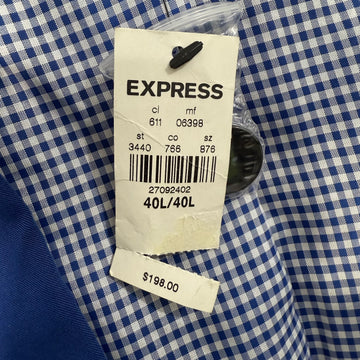 EXPRESS
cl mf
611 06398
st co sz
3440 766 876
27092402
40L/40L
$198.00